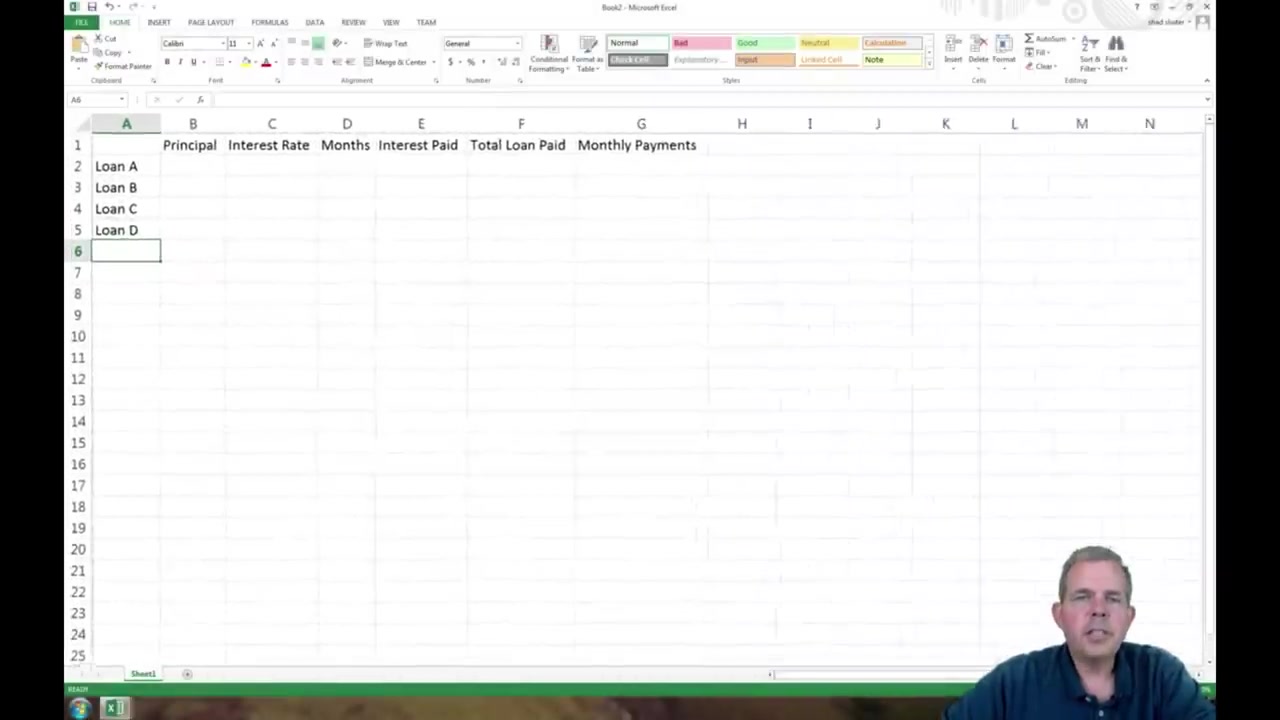 Book2 - Microsoft Excel
FILE HOME INSERT PAGE LAYOUT FORMULAS DATA REVIEW VIEW TEAM
shad sluiter
Paste Cut Copy Format Painter Clipboard
Calibri 11 B I U Font
Wrap Text Merge & Center Alignment
General $ % Number
Conditional Formatting Format as Table
Normal Bad Good Neutral Calculation
Check Cell Explanatory... Input Linked Cell Note
Styles
Insert Delete Format Cells
AutoSum Fill Clear Sort & Filter Find & Select Editing
A6 fx
A B C D E F G H I J K L M N
1 Principal Interest Rate Months Interest Paid Total Loan Paid Monthly Payments
2 Loan A
3 Loan B
4 Loan C
5 Loan D
6
7
8
9
10
11
12
13
14
15
16
17
18
19
20
21
22
23
24
25
Sheet1
READY